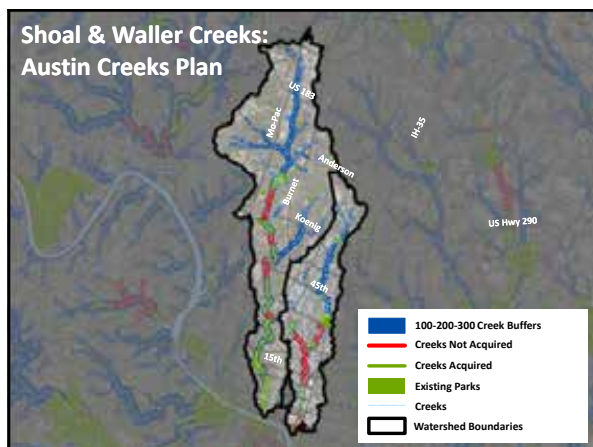 Shoal & Waller Creeks:
Austin Creeks Plan
US 183
Mo-Pac
IH-35
Anderson
Burnet
Koenig
US Hwy 290
45th
15th
100-200-300 Creek Buffers
Creeks Not Acquired
Creeks Acquired
Existing Parks
Creeks
Watershed Boundaries